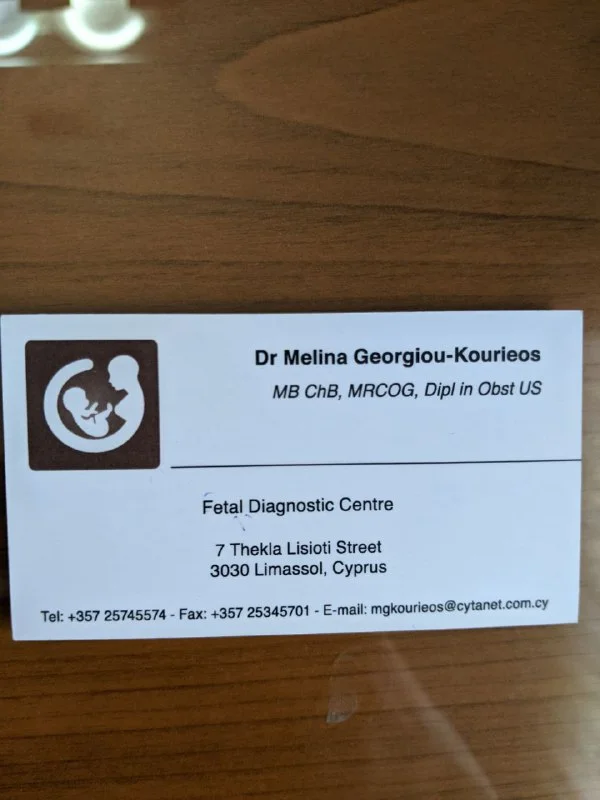 Dr Melina Georgiou-Kourieos
MB ChB, MRCOG, Dipl in Obst US
Fetal Diagnostic Centre
7 Thekla Lisioti Street
3030 Limassol, Cyprus
Tel: +357 25745574 - Fax: +357 25345701 - E-mail: mgkourieos@cytanet.com.cy